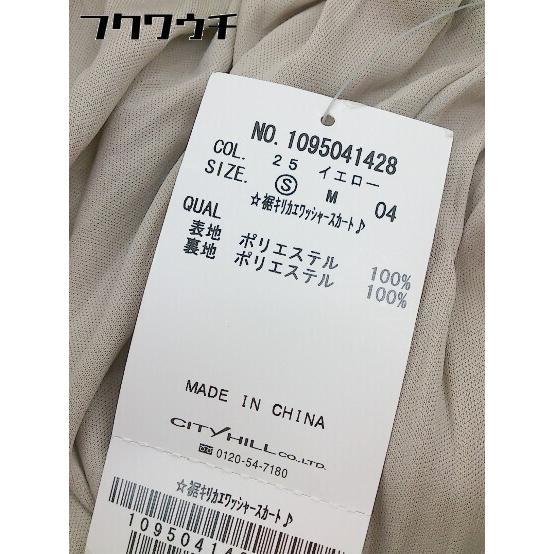 フクワウチ
NO. 1095041428
COL. 25 イエロー
SIZE. Ⓢ M 04
☆裾キリカエワッシャースカート♪
QUAL
表地 ポリエステル 100%
裏地 ポリエステル 100%
MADE IN CHINA
CITY HILL CO.,LTD.
0120-54-7180
☆裾キリカエワッシャースカート♪
10950414